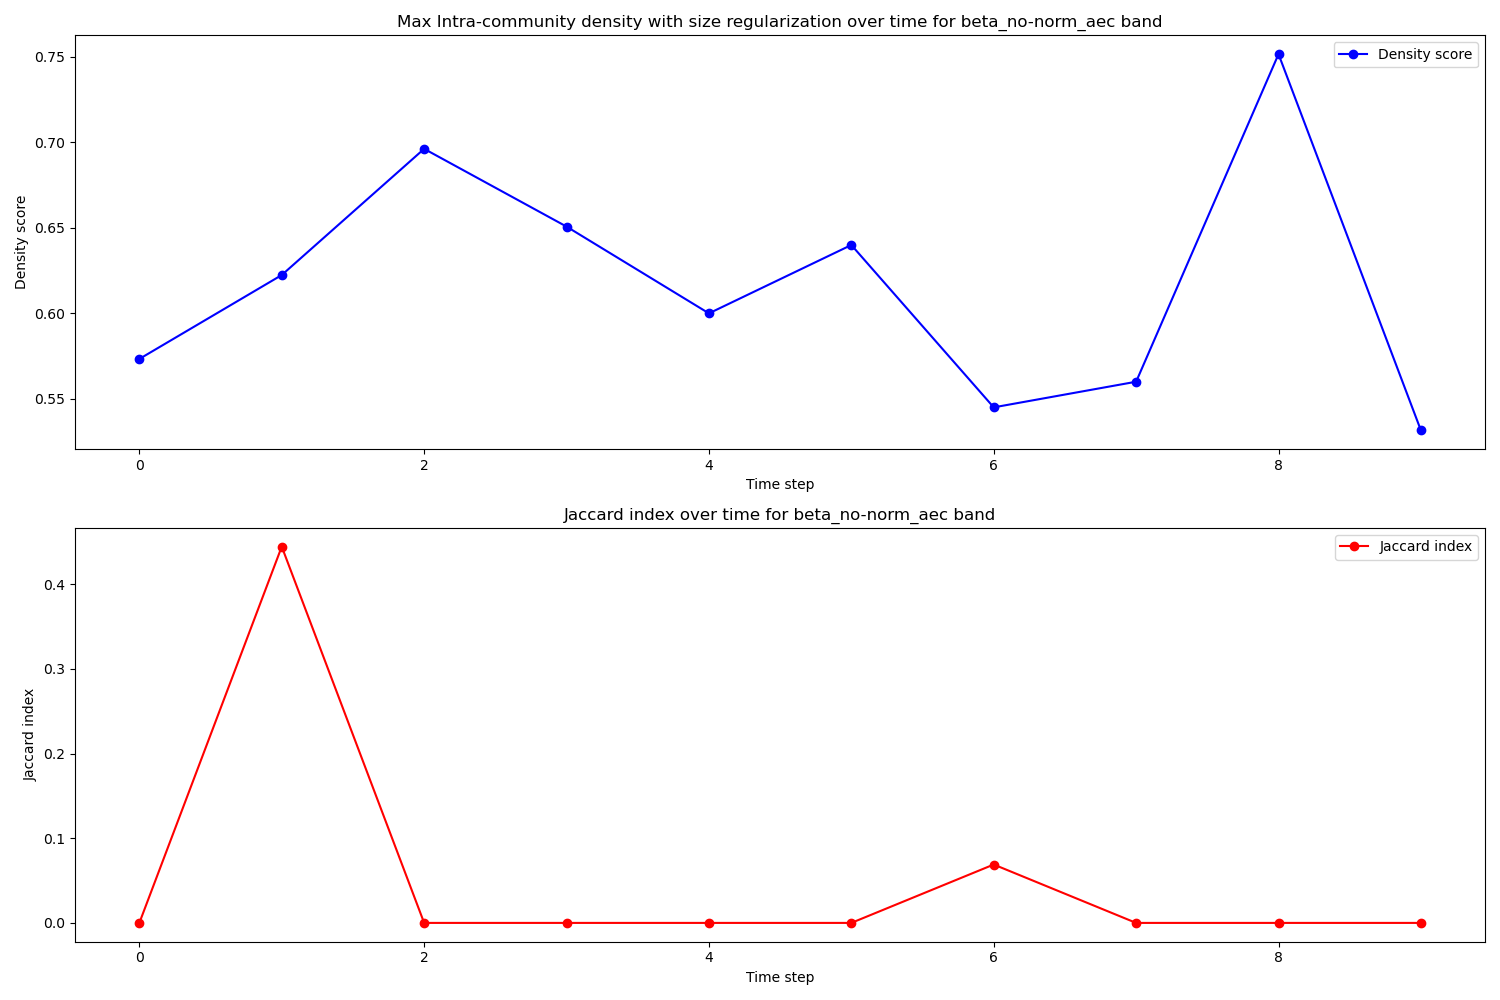 Max Intra-community density with size regularization over time for beta_no-norm_aec band
Density score
0.75
0.70
0.65
0.60
0.55
Density score
0 2 4 6 8
Time step
Jaccard index over time for beta_no-norm_aec band
Jaccard index
0.4
0.3
0.2
0.1
0.0
Jaccard index
0 2 4 6 8
Time step